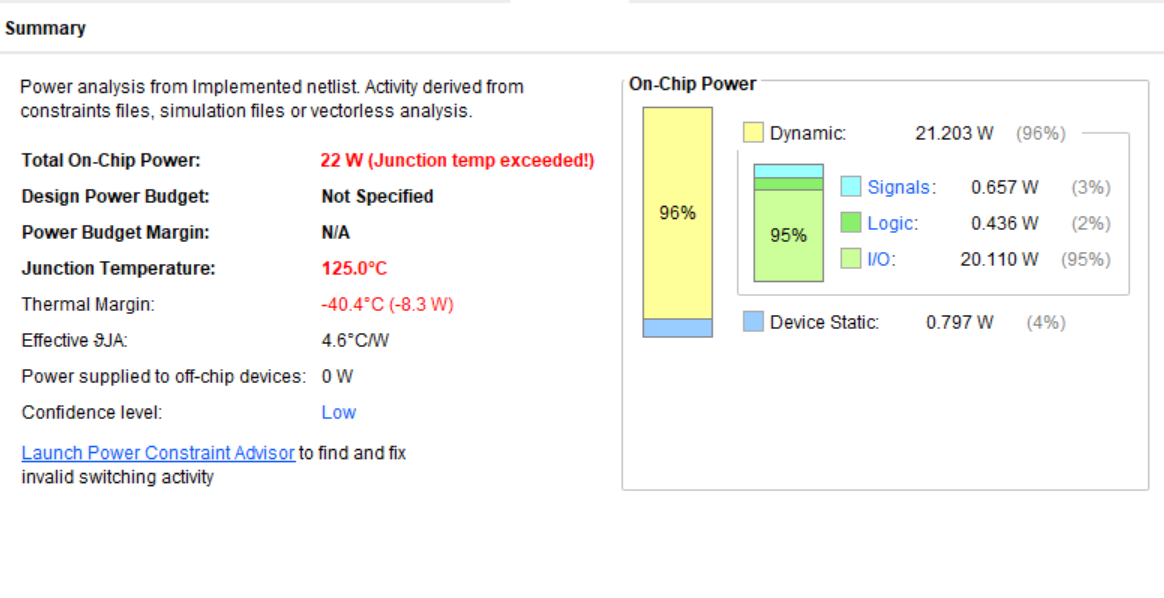 Summary
Power analysis from Implemented netlist. Activity derived from
constraints files, simulation files or vectorless analysis.
Total On-Chip Power: 22 W (Junction temp exceeded!)
Design Power Budget: Not Specified
Power Budget Margin: N/A
Junction Temperature: 125.0°C
Thermal Margin: -40.4°C (-8.3 W)
Effective ϑJA: 4.6°C/W
Power supplied to off-chip devices: 0 W
Confidence level: Low
Launch Power Constraint Advisor to find and fix
invalid switching activity
On-Chip Power
96%
Dynamic: 21.203 W (96%)
95%
Signals: 0.657 W (3%)
Logic: 0.436 W (2%)
I/O: 20.110 W (95%)
Device Static: 0.797 W (4%)